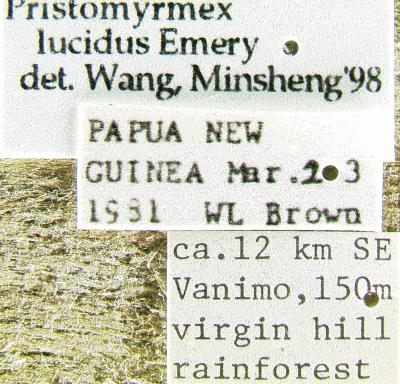 Pristomyrmex
lucidus Emery
det. Wang, Minsheng'98
PAPUA NEW
GUINEA Mar. 2 3
1981 WL Brown
ca.12 km SE
Vanimo,150m
virgin hill
rainforest